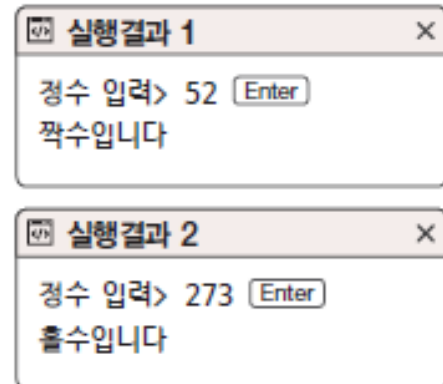 실행결과 1
정수 입력> 52 Enter
짝수입니다
실행결과 2
정수 입력> 273 Enter
홀수입니다